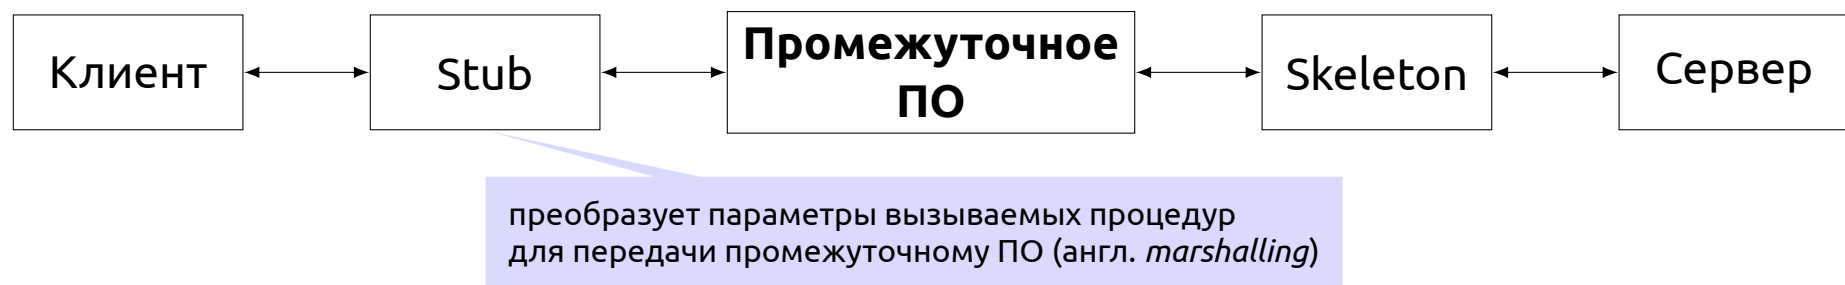 Клиент
Stub
Промежуточное
ПО
Skeleton
Сервер
преобразует параметры вызываемых процедур
для передачи промежуточному ПО (англ. marshalling)